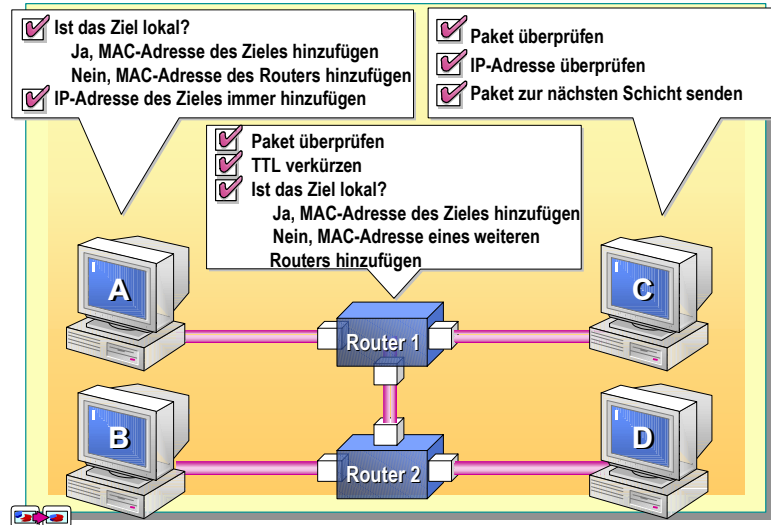 Ist das Ziel lokal?
Ja, MAC-Adresse des Zieles hinzufügen
Nein, MAC-Adresse des Routers hinzufügen
IP-Adresse des Zieles immer hinzufügen
Paket überprüfen
IP-Adresse überprüfen
Paket zur nächsten Schicht senden
Paket überprüfen
TTL verkürzen
Ist das Ziel lokal?
Ja, MAC-Adresse des Zieles hinzufügen
Nein, MAC-Adresse eines weiteren
Routers hinzufügen
A
C
Router 1
B
D
Router 2